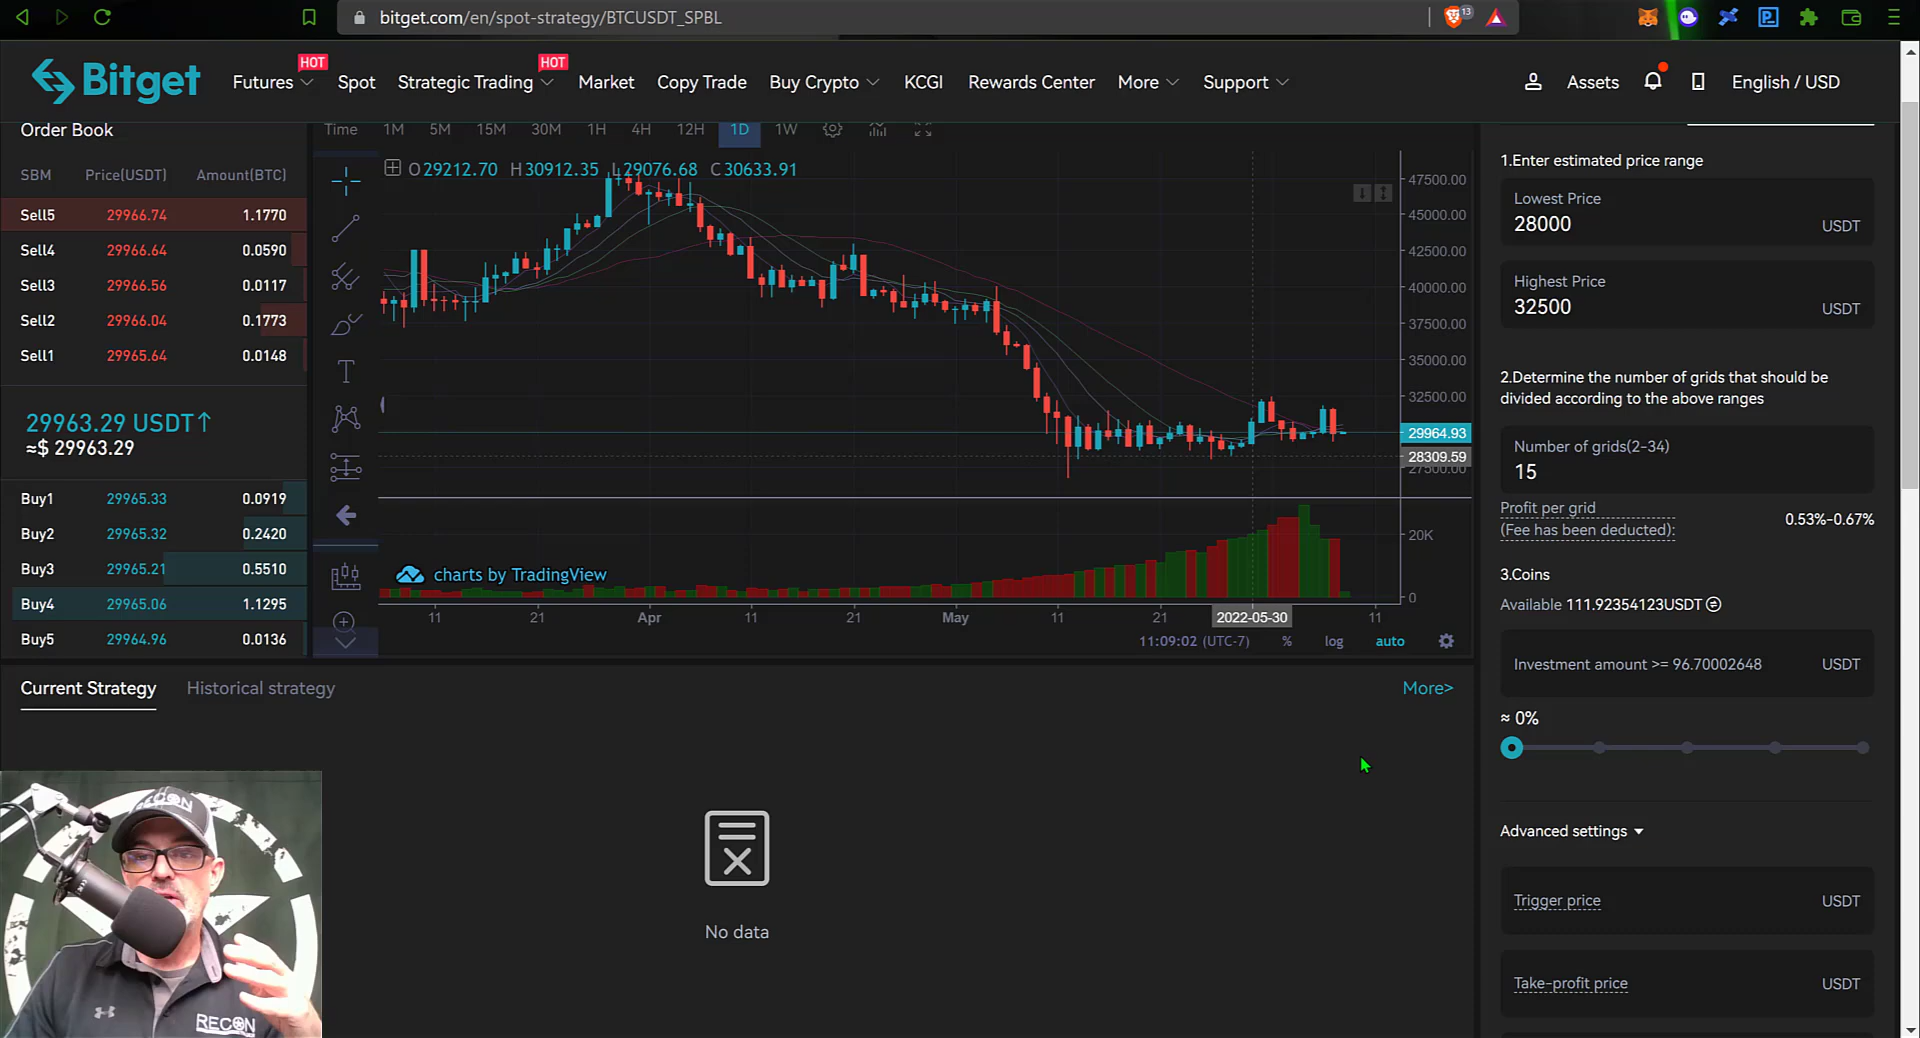 bitget.com/en/spot-strategy/BTCUSDT_SPBL
13
Bitget
Futures HOT
Spot
Strategic Trading HOT
Market
Copy Trade
Buy Crypto
KCGI
Rewards Center
More
Support
Assets
English / USD
Order Book
SBM Price(USDT) Amount(BTC)
Sell5 29966.74 1.1770
Sell4 29966.64 0.0590
Sell3 29966.56 0.0117
Sell2 29966.04 0.1773
Sell1 29965.64 0.0148
29963.29 USDT↑
≈$ 29963.29
Buy1 29965.33 0.0919
Buy2 29965.32 0.2420
Buy3 29965.21 0.5510
Buy4 29965.06 1.1295
Buy5 29964.96 0.0136
Time 1M 5M 15M 30M 1H 4H 12H 1D 1W
O 29212.70 H 30912.35 L 29076.68 C 30633.91
47500.00
45000.00
42500.00
40000.00
37500.00
35000.00
32500.00
29964.93
28309.59
27500.00
20K
0
charts by TradingView
11 21 Apr 11 21 May 11 21 2022-05-30 11
11:09:02 (UTC-7) % log auto
1.Enter estimated price range
Lowest Price
28000 USDT
Highest Price
32500 USDT
2.Determine the number of grids that should be
divided according to the above ranges
Number of grids(2-34)
15
Profit per grid
(Fee has been deducted): 0.53%-0.67%
3.Coins
Available 111.92354123USDT
Investment amount >= 96.70002648 USDT
≈ 0%
Advanced settings
Trigger price USDT
Take-profit price USDT
Current Strategy Historical strategy More>
No data
RECON
RECON